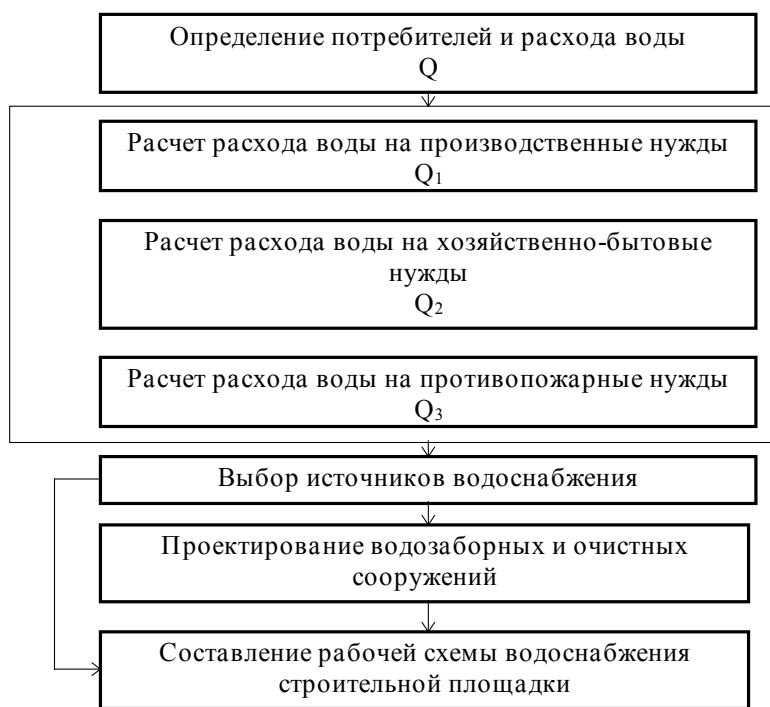 Определение потребителей и расхода воды
Q
Расчет расхода воды на производственные нужды
Q₁
Расчет расхода воды на хозяйственно-бытовые
нужды
Q₂
Расчет расхода воды на противопожарные нужды
Q₃
Выбор источников водоснабжения
Проектирование водозаборных и очистных
сооружений
Составление рабочей схемы водоснабжения
строительной площадки